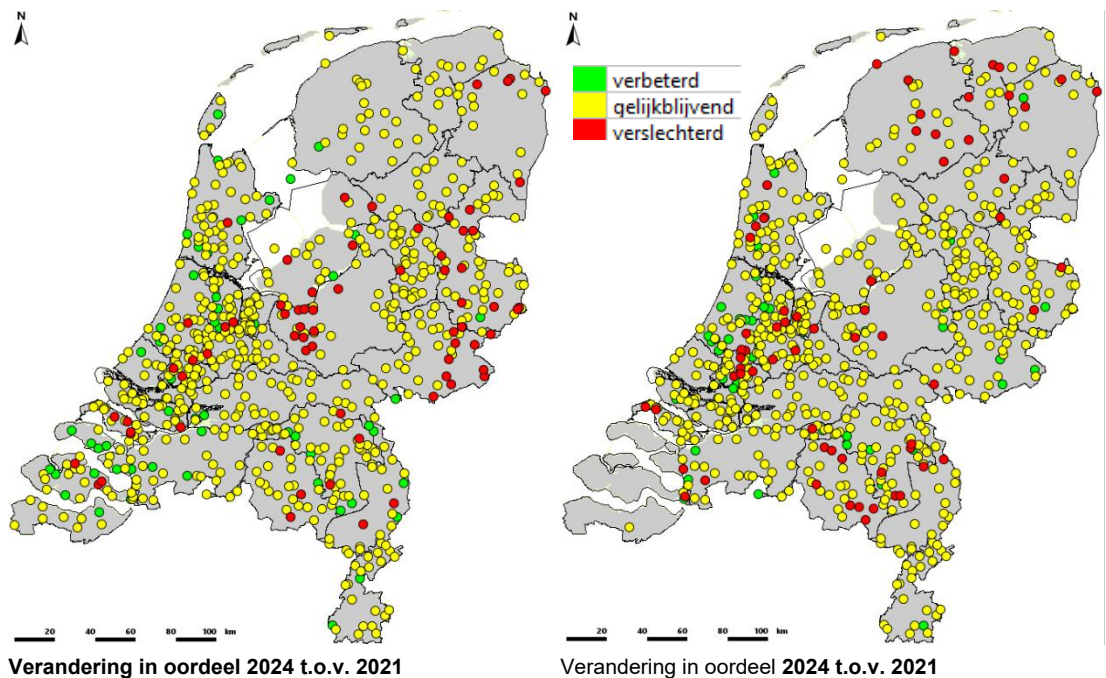 N
N
verbeterd
gelijkblijvend
verslechterd
20 40 60 80 100 km
20 40 60 80 100 km
Verandering in oordeel 2024 t.o.v. 2021
Verandering in oordeel 2024 t.o.v. 2021